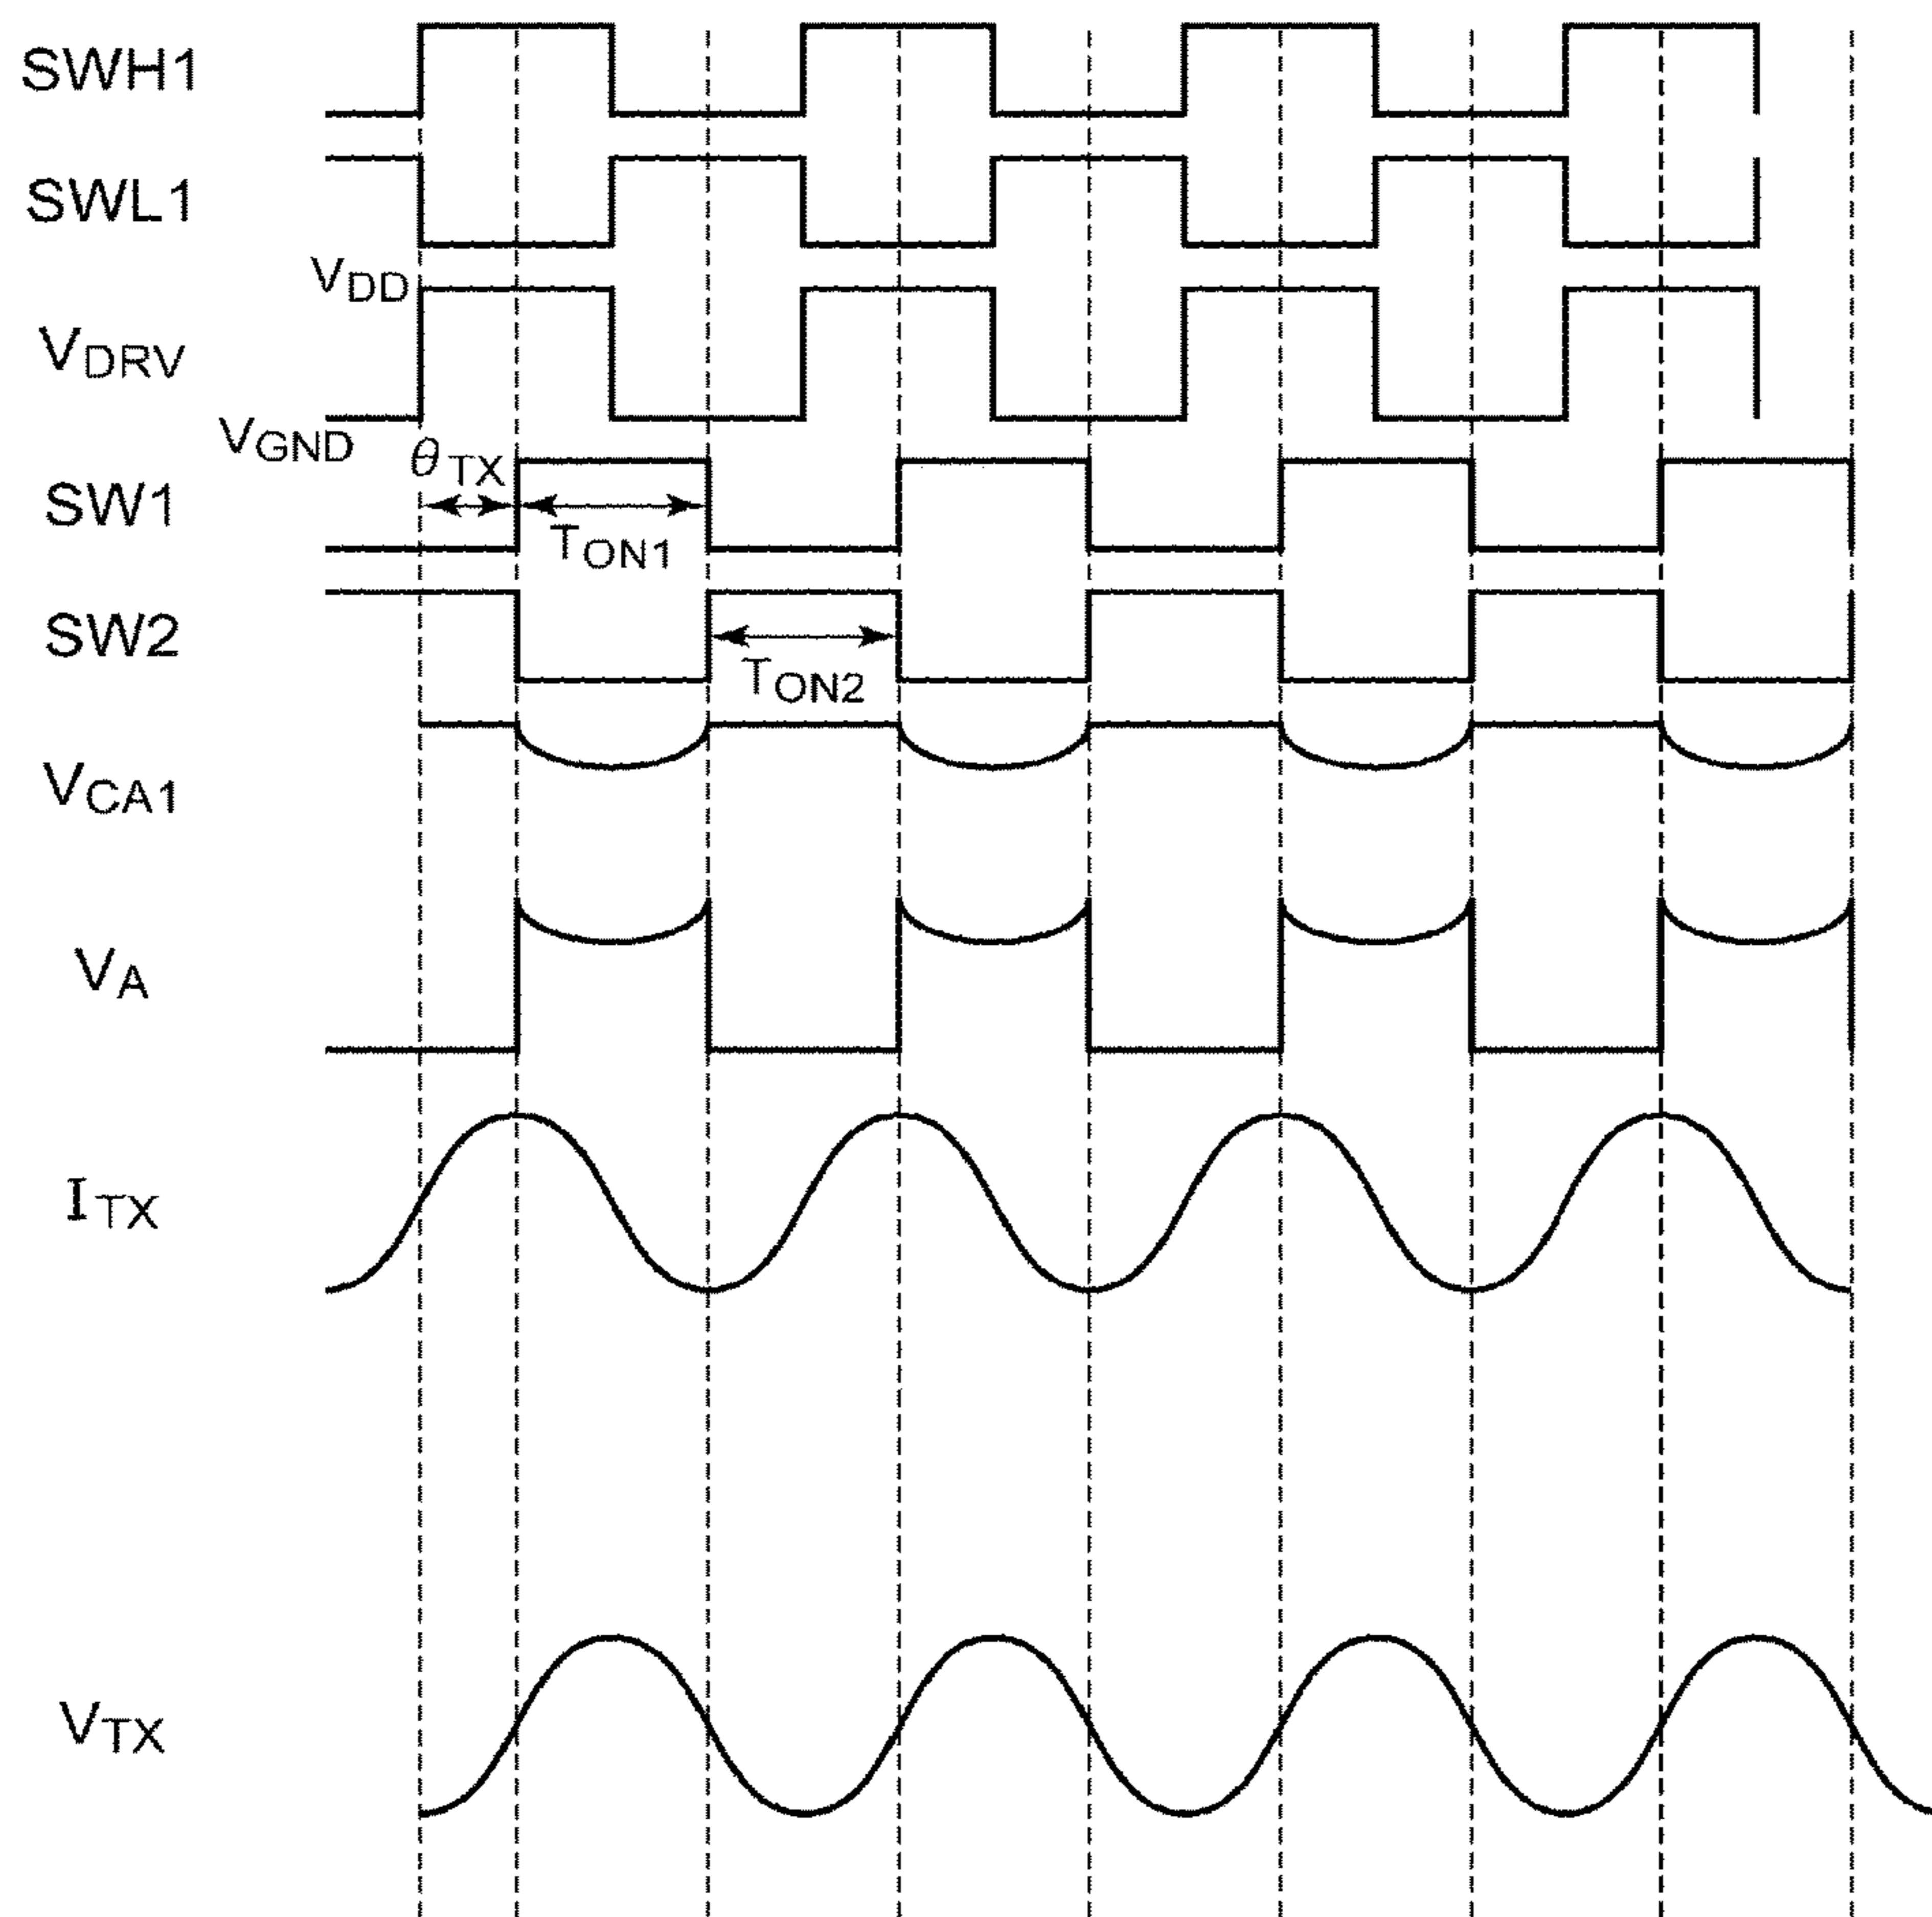 SWH1
SWL1
VDD
VDRV
VGND
θTX
SW1
TON1
SW2
TON2
VCA1
VA
ITX
VTX